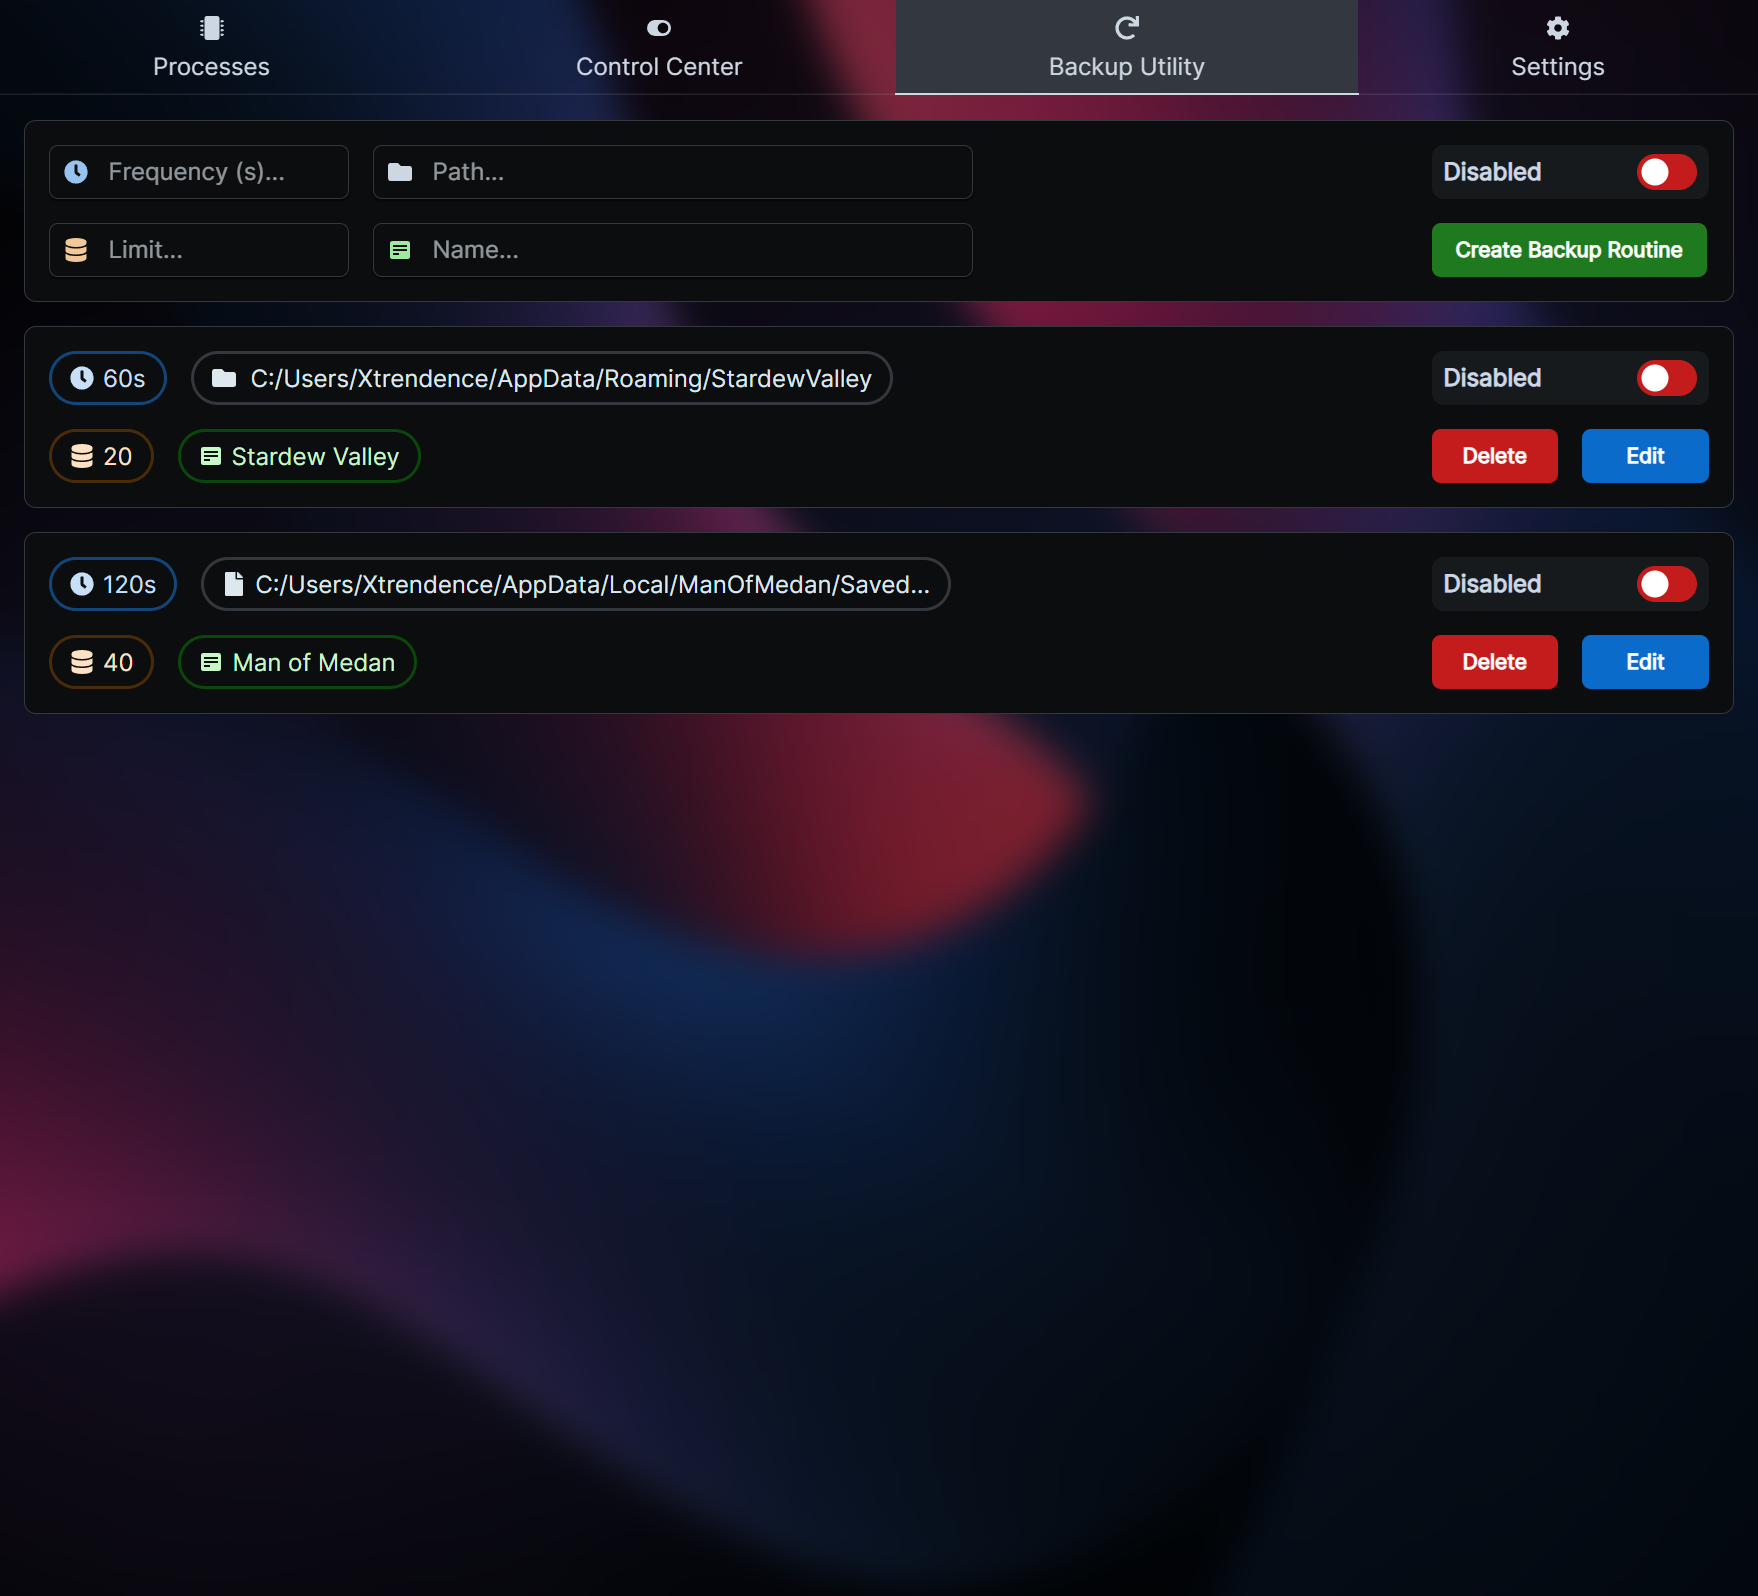 Processes Control Center Backup Utility Settings
Frequency (s)... Path... Disabled
Limit... Name... Create Backup Routine
60s C:/Users/Xtrendence/AppData/Roaming/StardewValley Disabled
20 Stardew Valley Delete Edit
120s C:/Users/Xtrendence/AppData/Local/ManOfMedan/Saved... Disabled
40 Man of Medan Delete Edit